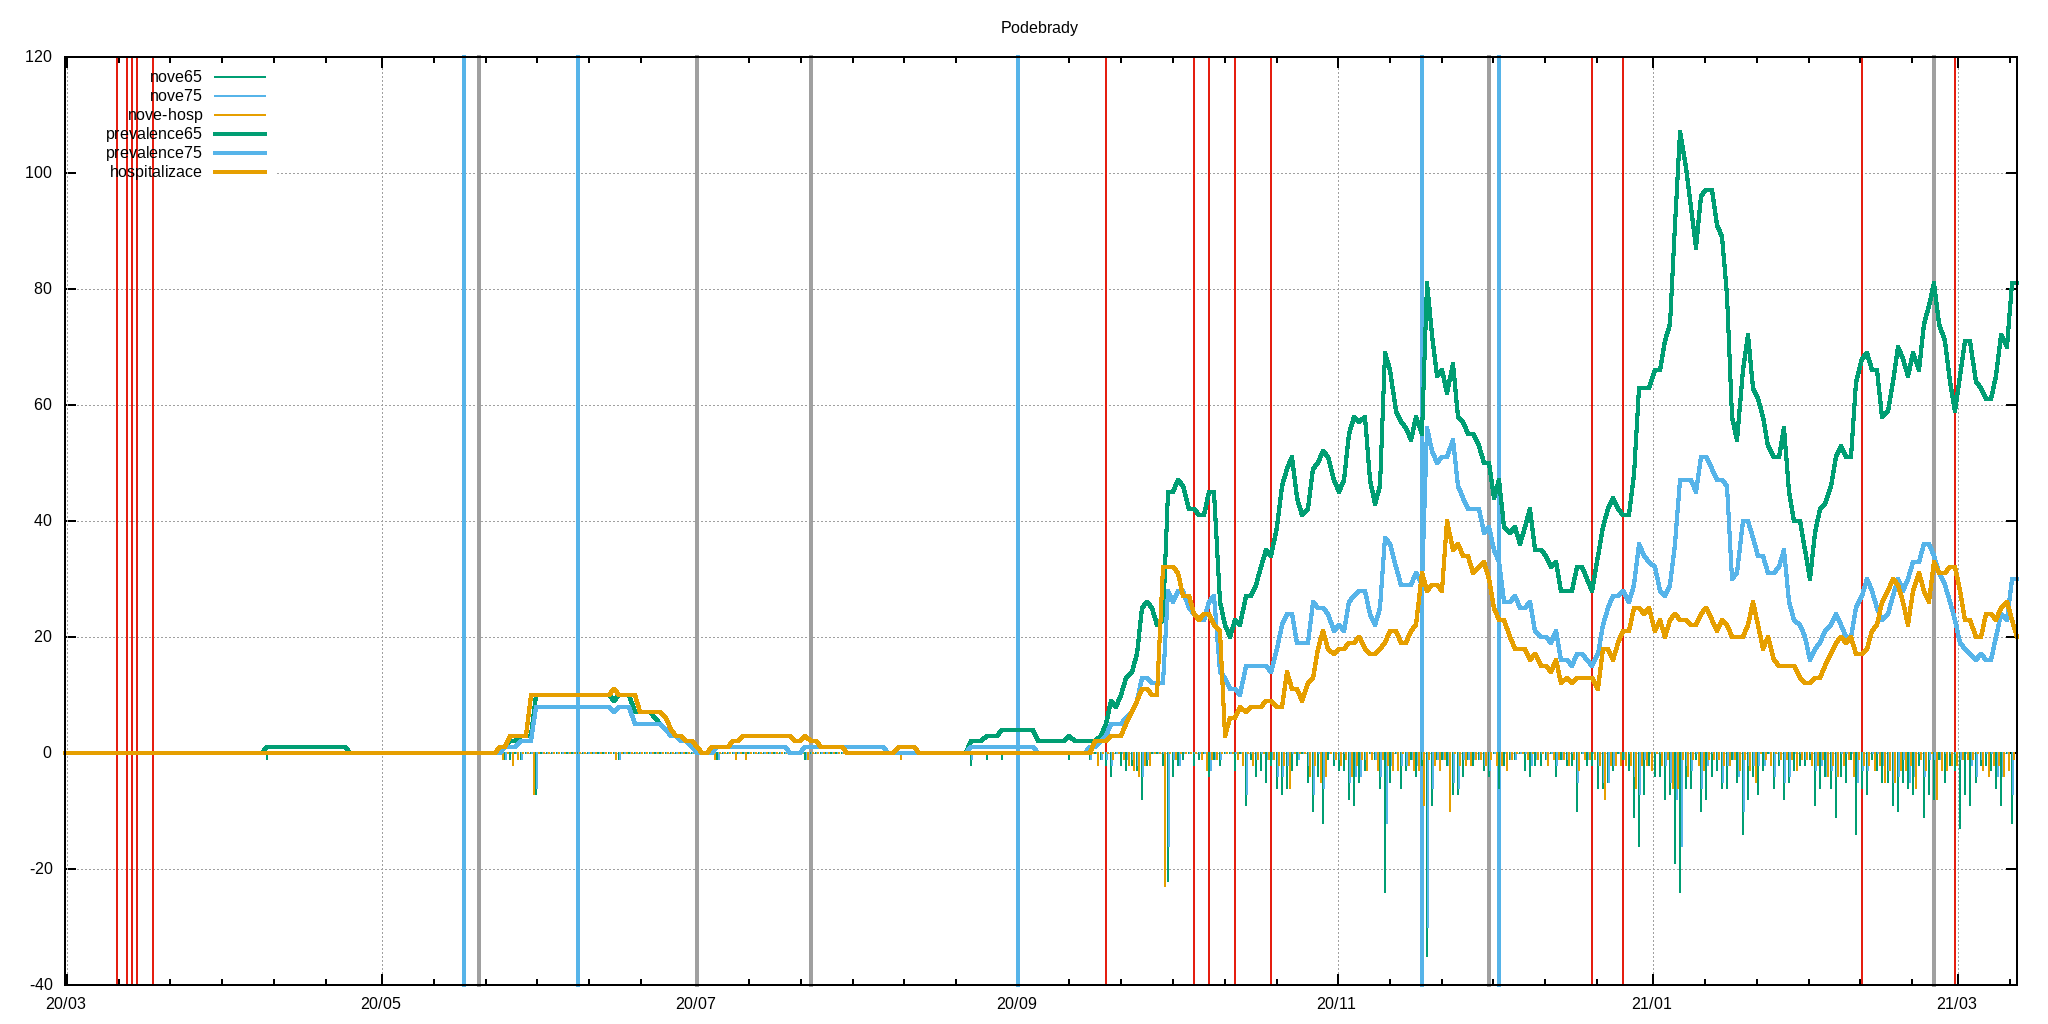 Podebrady
120
100
80
60
40
20
0
-20
-40
nove65
nove75
nove-hosp
prevalence65
prevalence75
hospitalizace
20/03 20/05 20/07 20/09 20/11 21/01 21/03